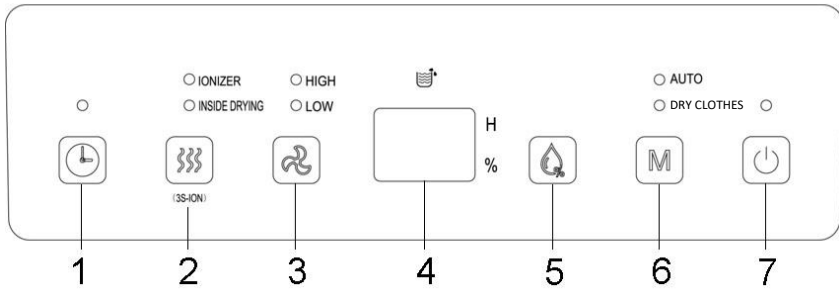 IONIZER
INSIDE DRYING
HIGH
LOW
AUTO
DRY CLOTHES
H
%
(3S-ION)
%
M
1 2 3 4 5 6 7